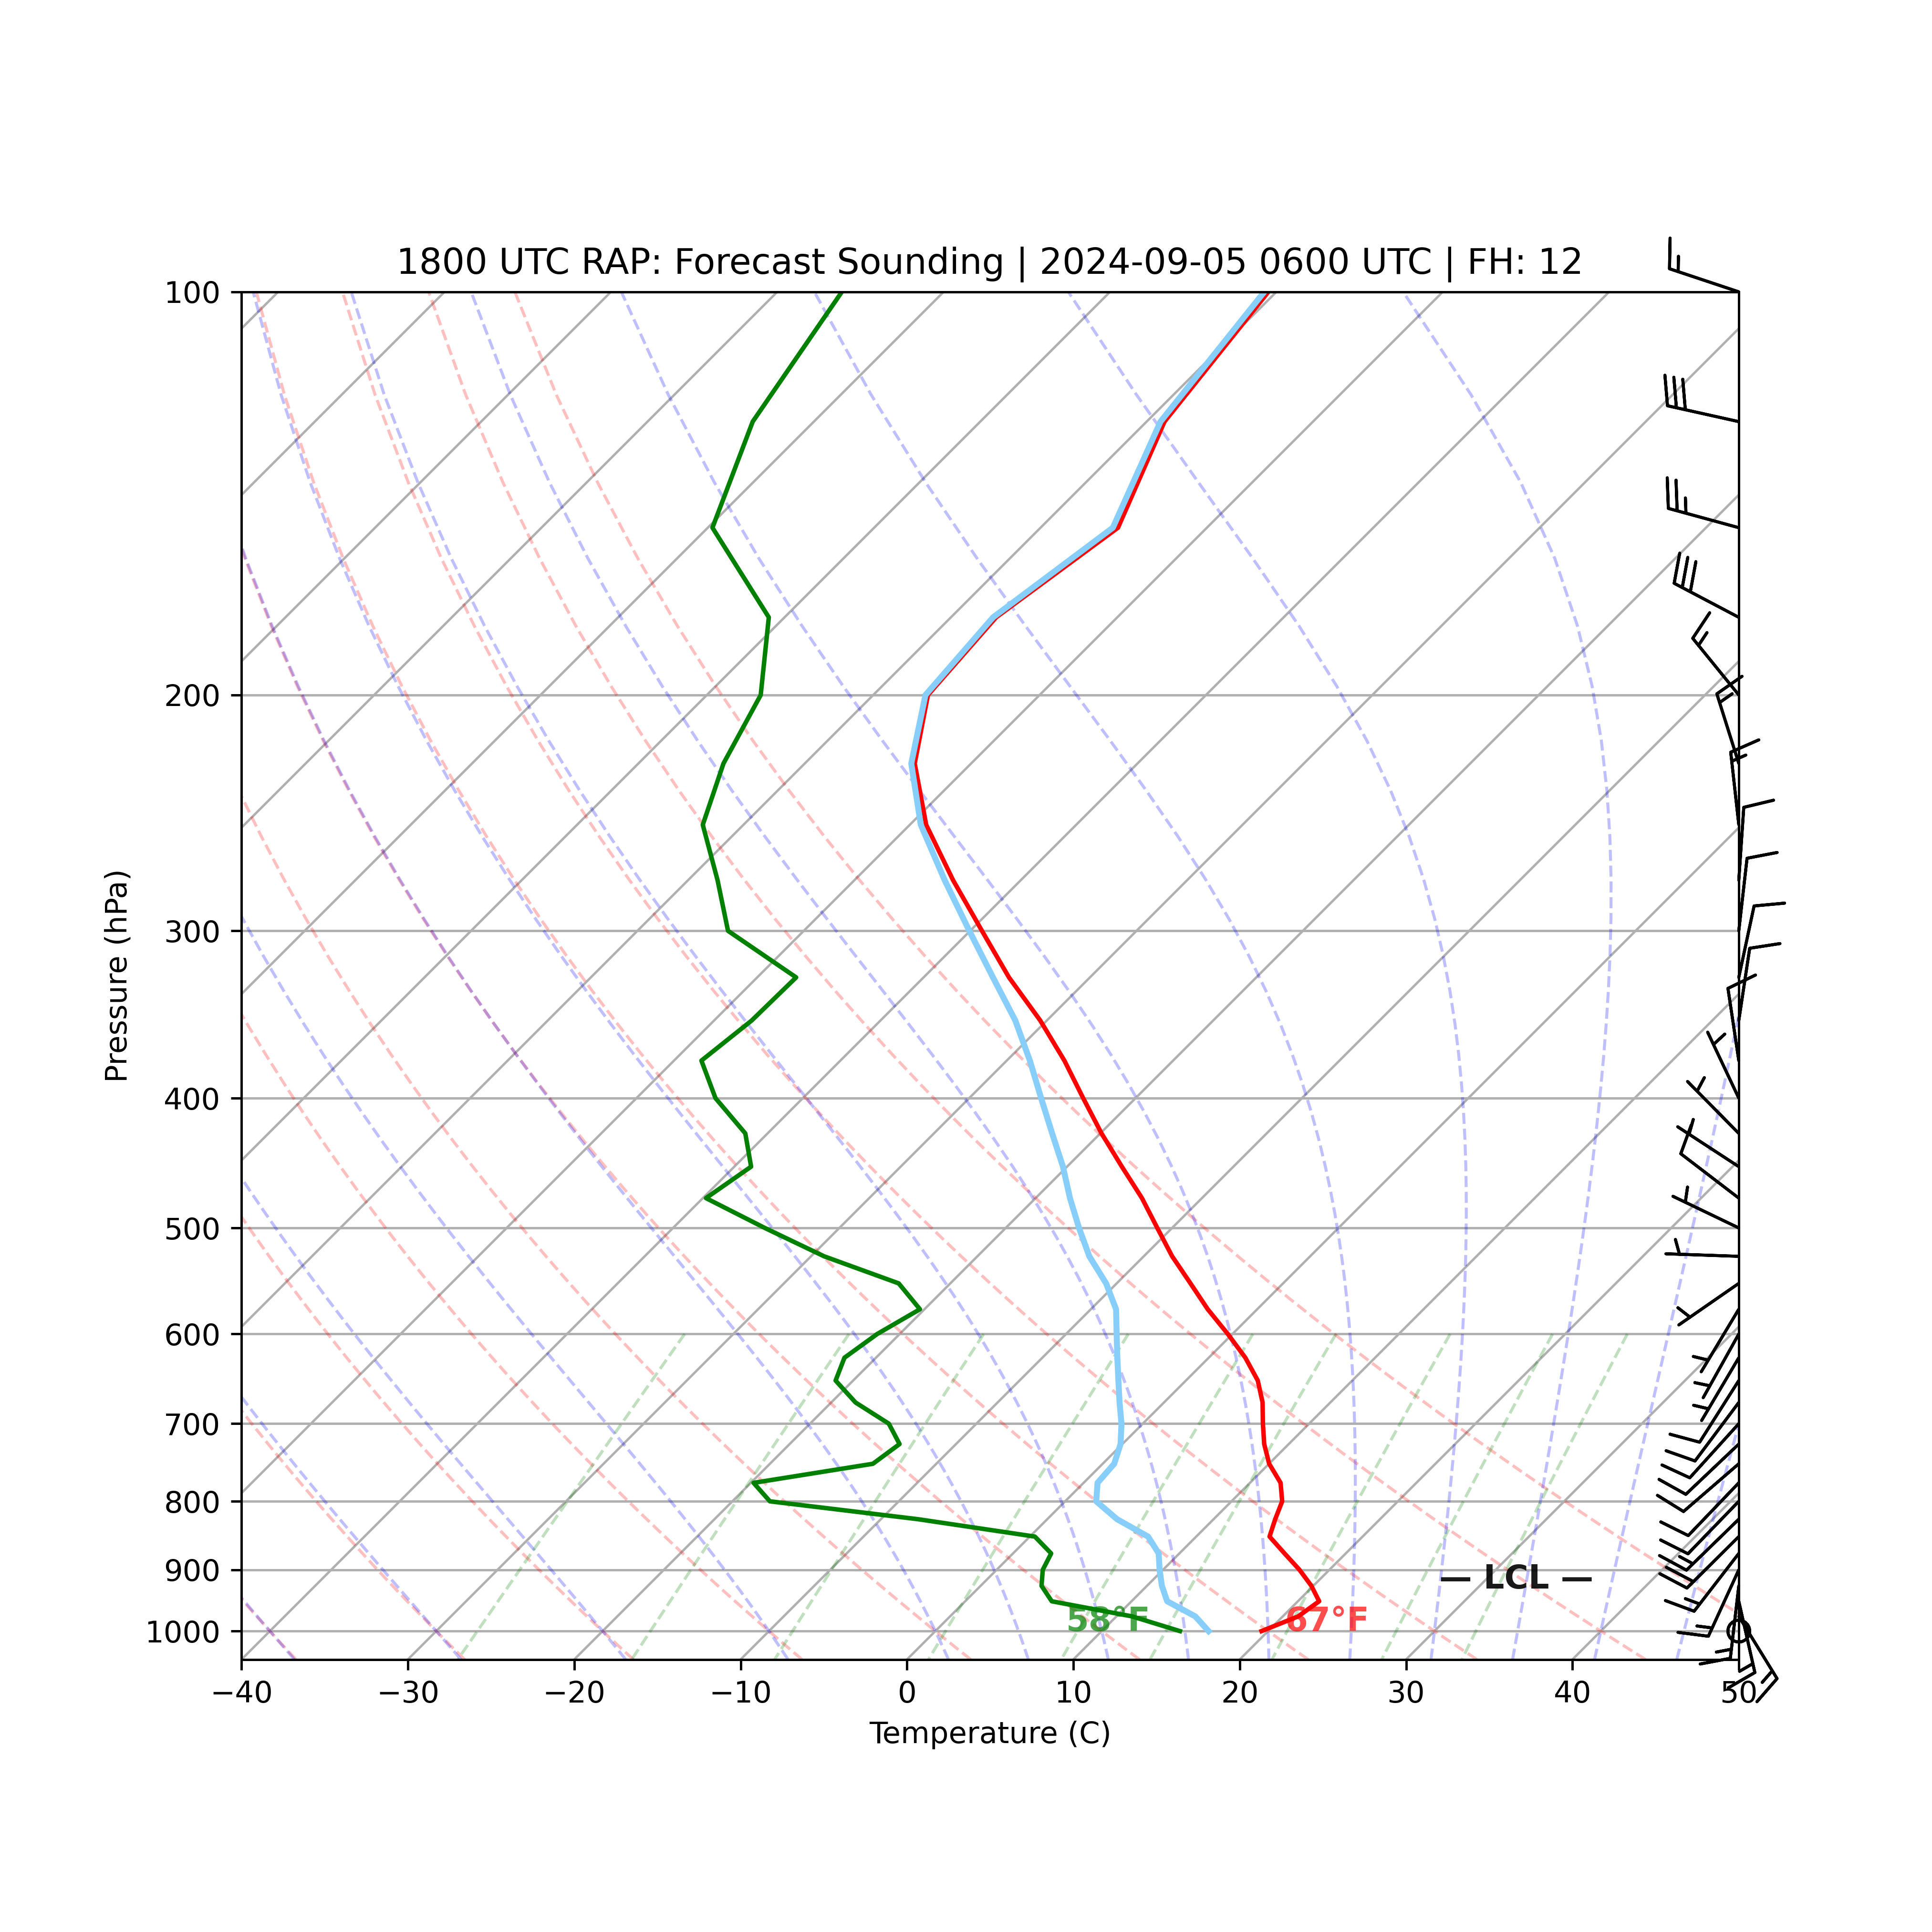 1800 UTC RAP: Forecast Sounding | 2024-09-05 0600 UTC | FH: 12
100
200
300
400
500
600
700
800
900
1000
Pressure (hPa)
— LCL —
58°F
67°F
−40 −30 −20 −10 0 10 20 30 40 50
Temperature (C)